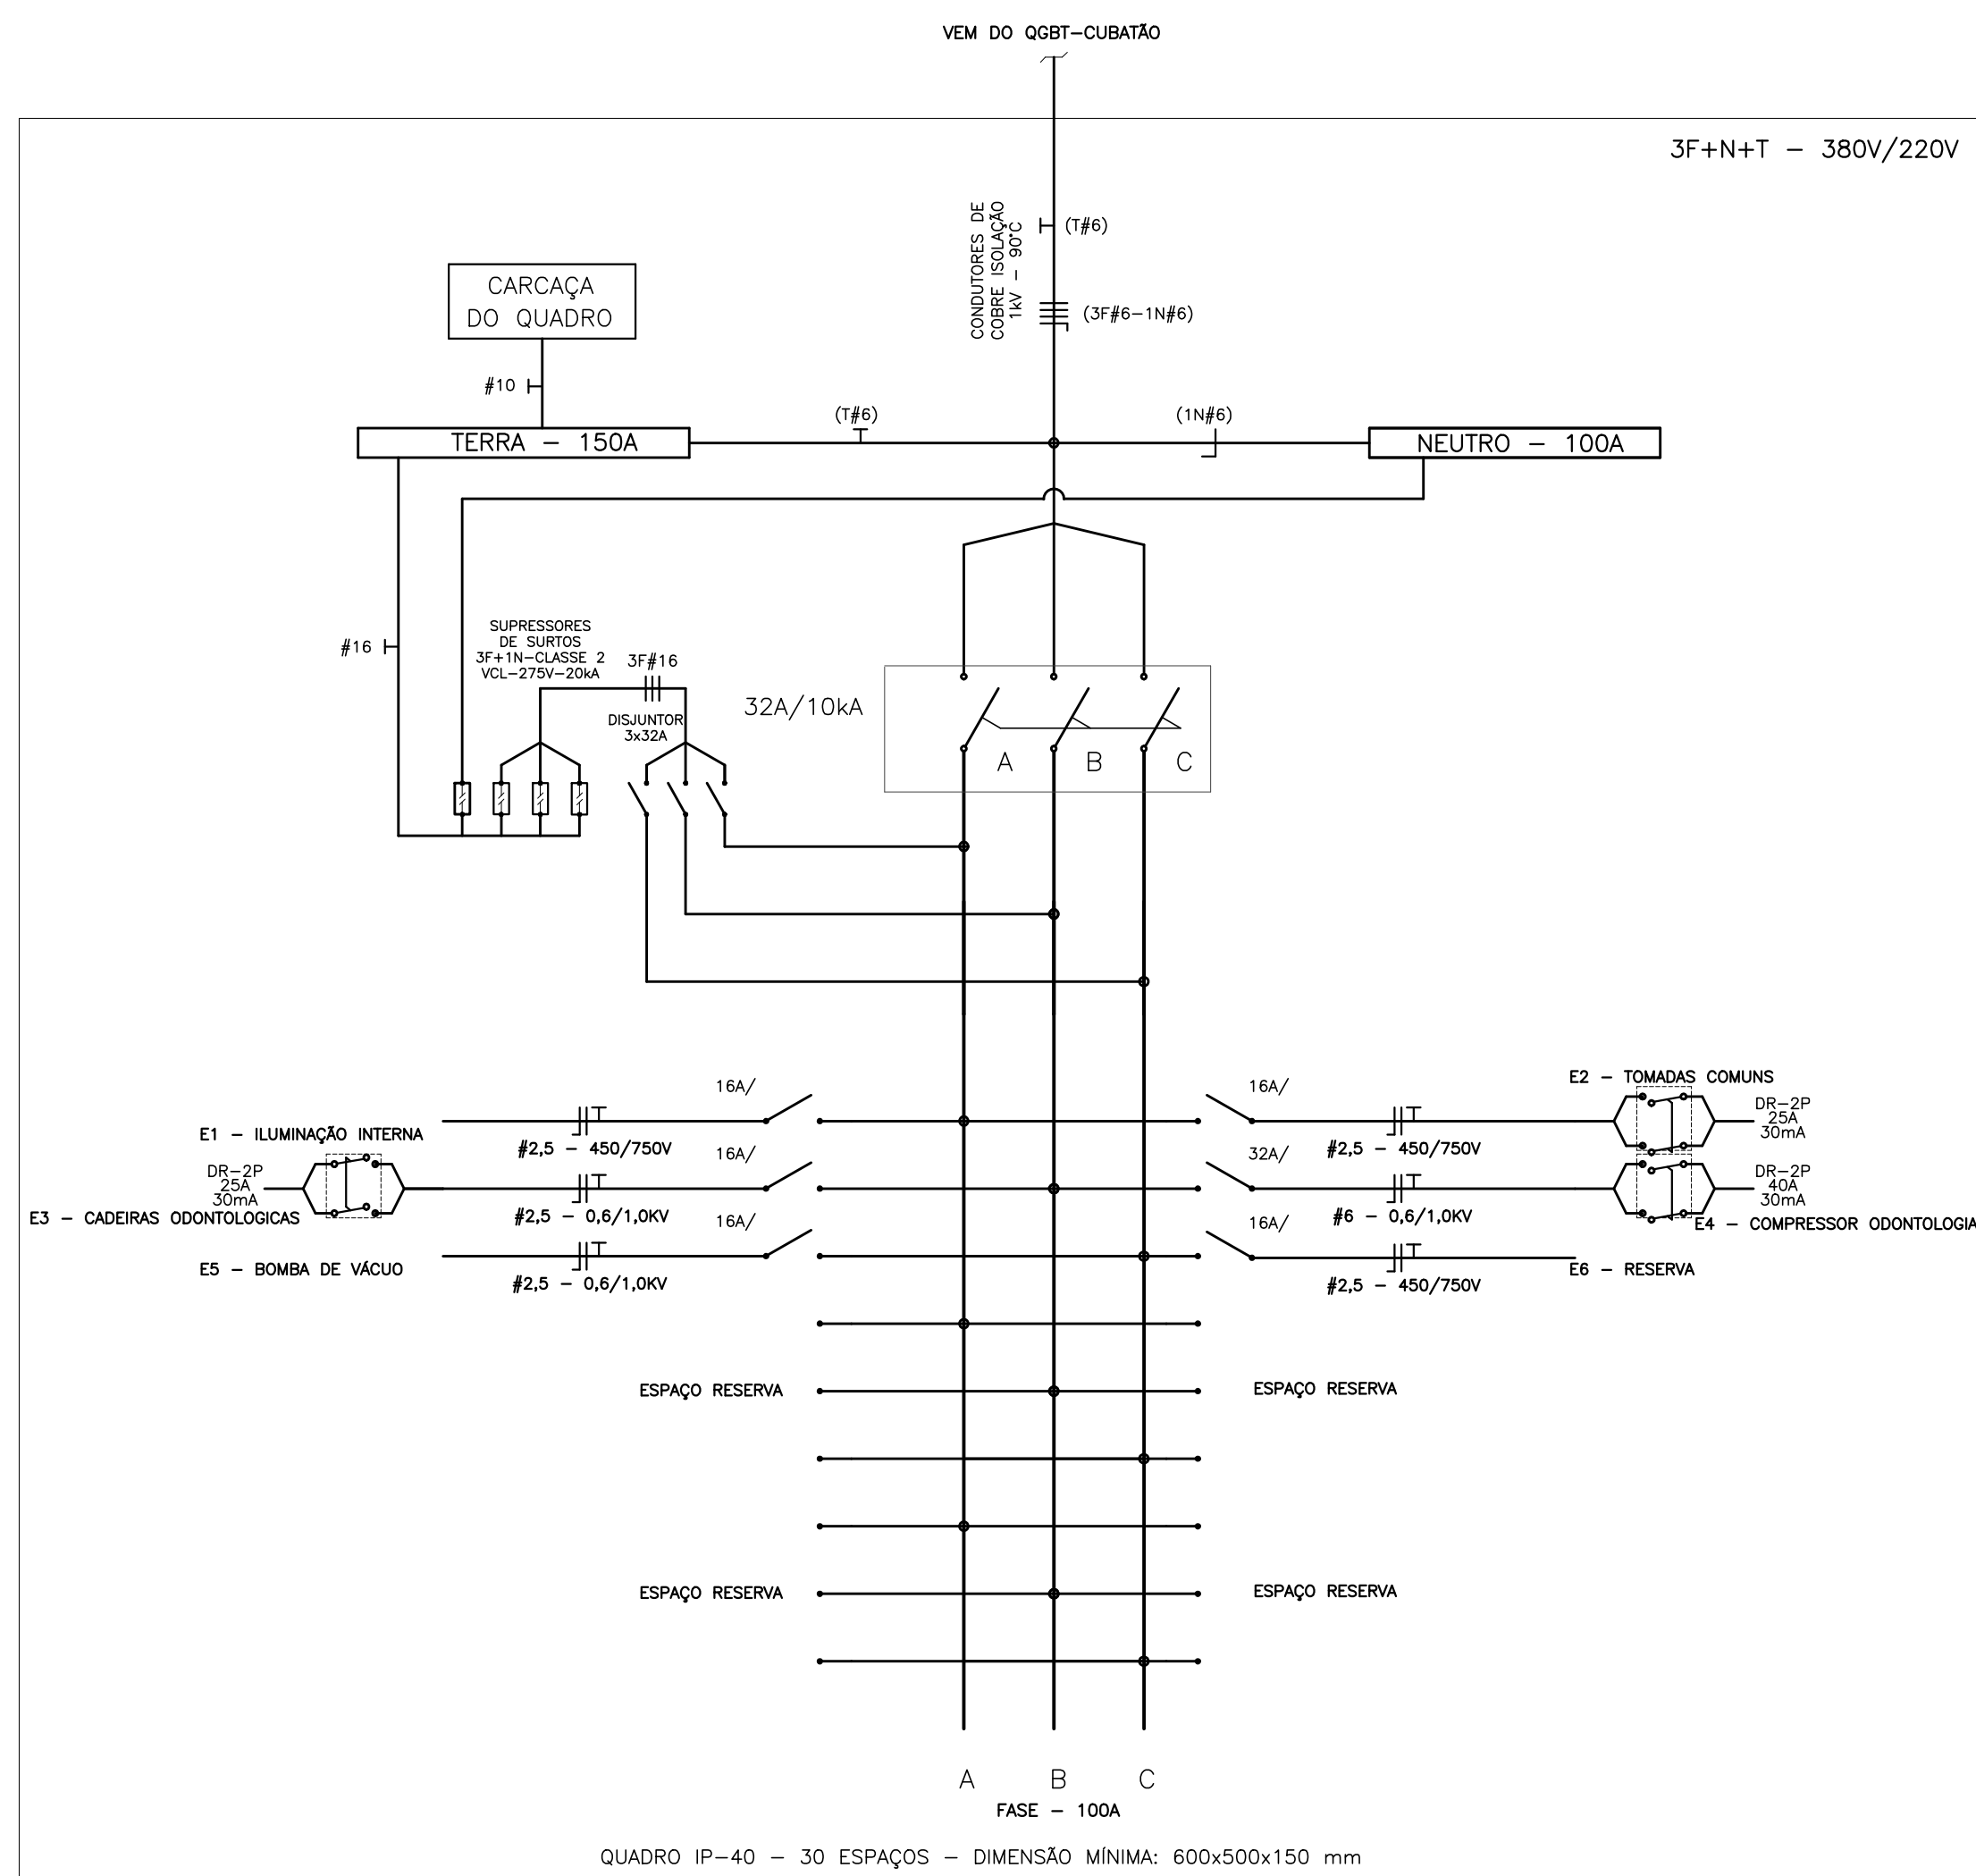 VEM DO QGBT-CUBATÃO
3F+N+T - 380V/220V
CONDUTORES DE
COBRE ISOLAÇÃO
1kV - 90°C
(T#6)
(3F#6-1N#6)
CARCAÇA
DO QUADRO
#10
TERRA - 150A
(T#6)
(1N#6)
NEUTRO - 100A
#16
SUPRESSORES
DE SURTOS
3F+1N-CLASSE 2
VCL-275V-20kA
3F#16
DISJUNTOR
3x32A
32A/10kA
A
B
C
16A/
16A/
E2 - TOMADAS COMUNS
DR-2P
25A
30mA
E1 - ILUMINAÇÃO INTERNA
#2,5 - 450/750V
#2,5 - 450/750V
16A/
32A/
DR-2P
25A
30mA
DR-2P
40A
30mA
E3 - CADEIRAS ODONTOLOGICAS
#2,5 - 0,6/1,0KV
#6 - 0,6/1,0KV
E4 - COMPRESSOR ODONTOLOGIA
16A/
16A/
E5 - BOMBA DE VÁCUO
#2,5 - 0,6/1,0KV
#2,5 - 450/750V
E6 - RESERVA
ESPAÇO RESERVA
ESPAÇO RESERVA
ESPAÇO RESERVA
ESPAÇO RESERVA
A
B
C
FASE - 100A
QUADRO IP-40 - 30 ESPAÇOS - DIMENSÃO MÍNIMA: 600x500x150 mm